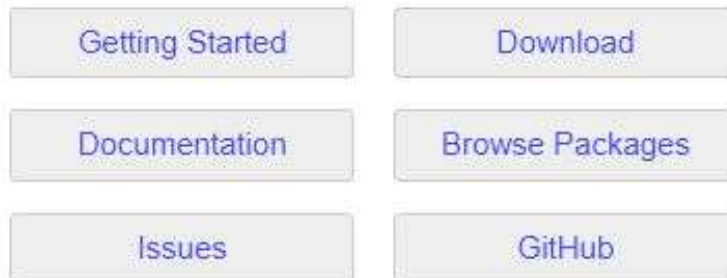 Getting Started
Download
Documentation
Browse Packages
Issues
GitHub